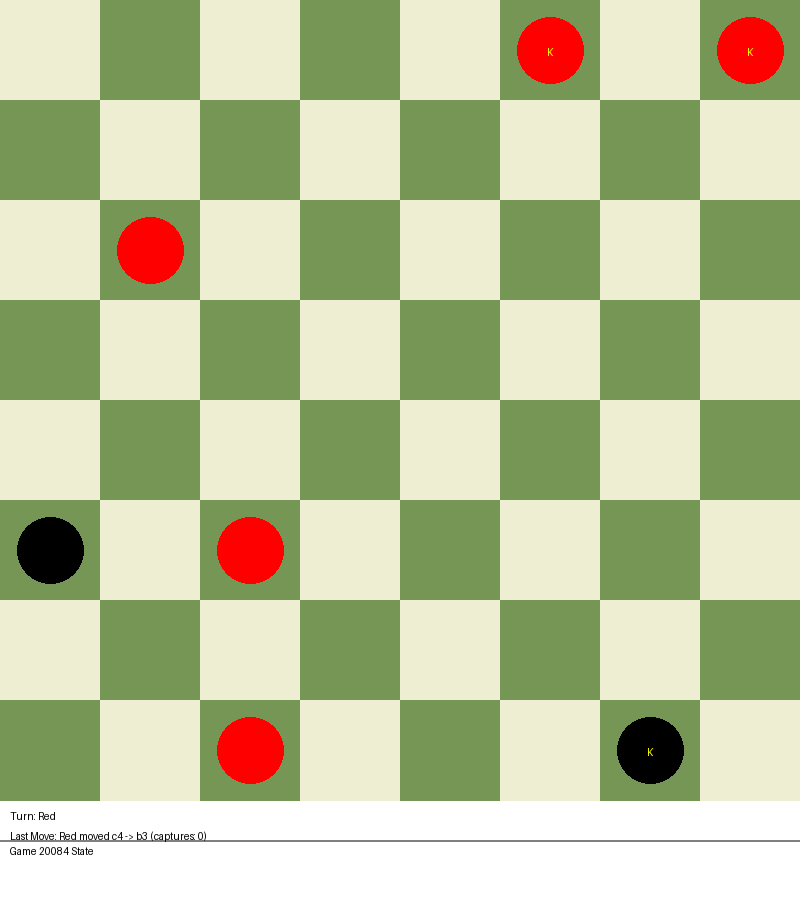 K K
K
Turn: Red
Last Move: Red moved c4 -> b3 (captures: 0)
Game 20084 State